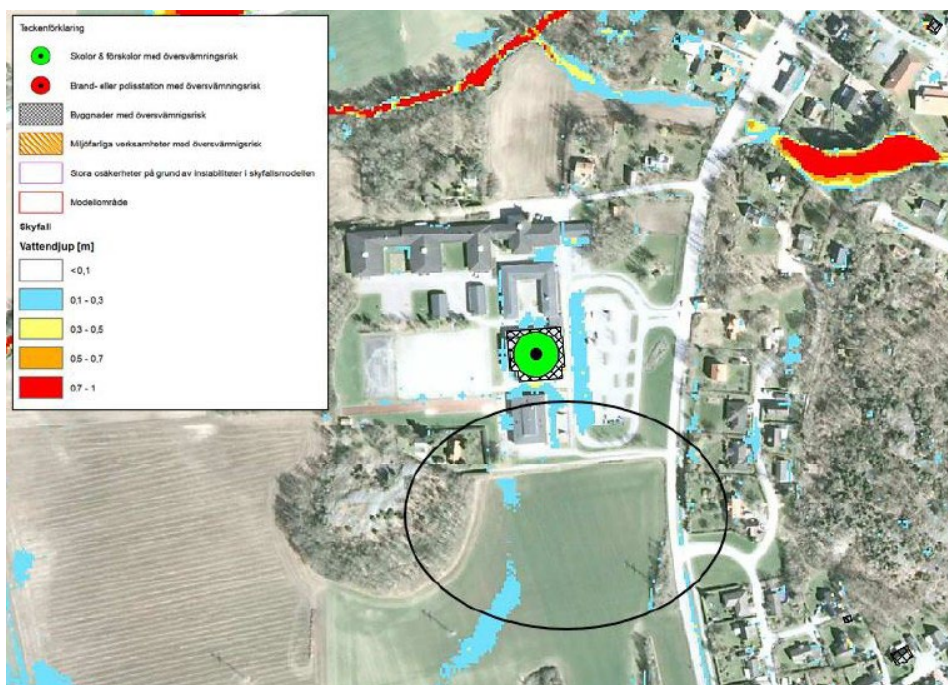 Teckenförklaring
Skolor & förskolor med översvämningsrisk
Brand- eller polisstation med översvämningsrisk
Byggnader med översvämnigsrisk
Miljöfarliga verksamheter med översvämnigsrisk
Stora osäkerheter på grund av instabiliteter i skyfallsmodellen
Modellområde
Skyfall
Vattendjup [m]
<0,1
0,1 - 0,3
0,3 - 0,5
0,5 - 0,7
0,7 - 1